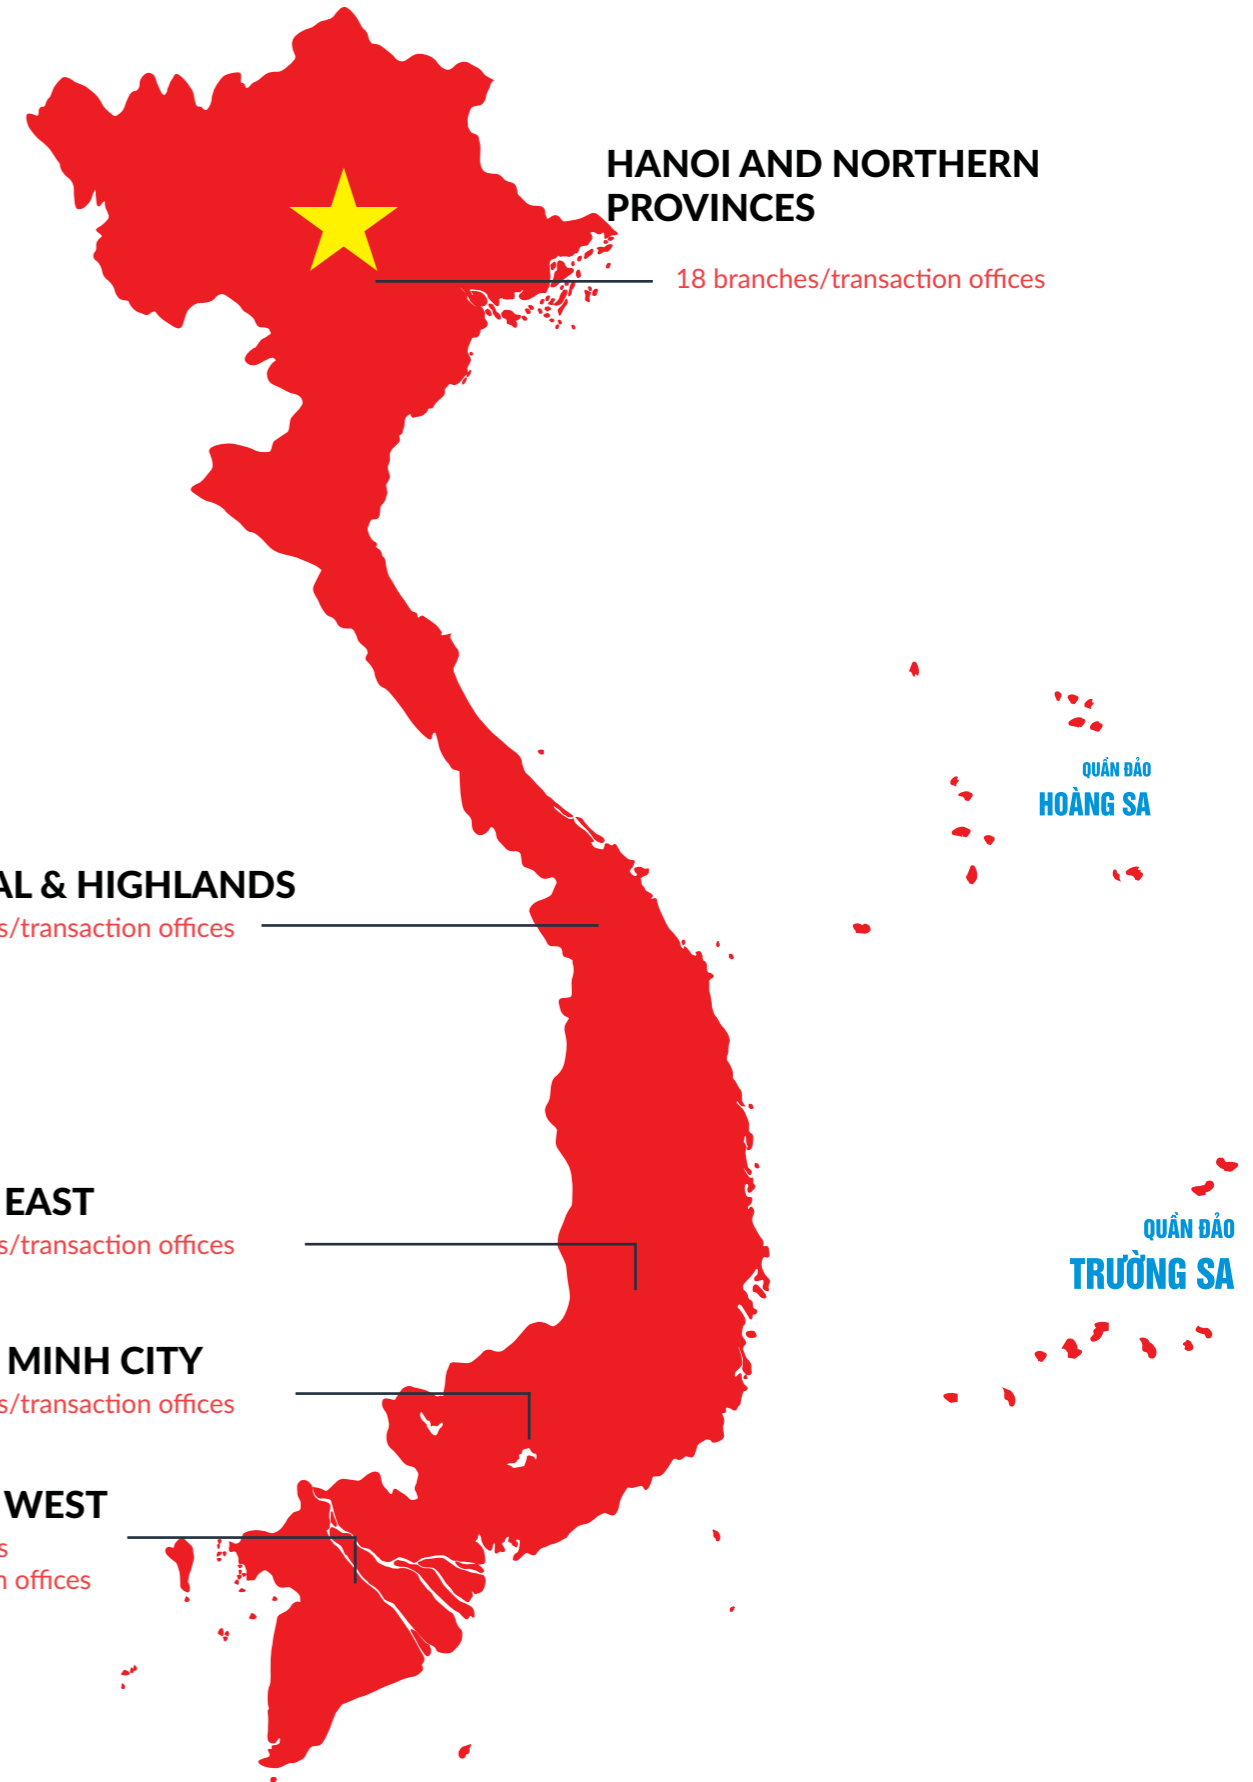 HANOI AND NORTHERN
PROVINCES
18 branches/transaction offices
QUẦN ĐẢO
HOÀNG SA
& HIGHLANDS
/transaction offices
EAST
/transaction offices
QUẦN ĐẢO
TRƯỜNG SA
MINH CITY
/transaction offices
WEST
offices